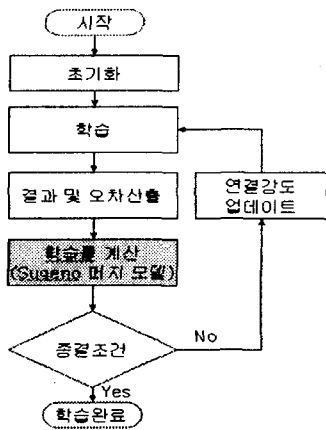 시작
초기화
학습
결과 및 오차산출
연결강도
업데이트
학습률 계산
(Sugeno 퍼지 모델)
종결조건
No
Yes
학습완료